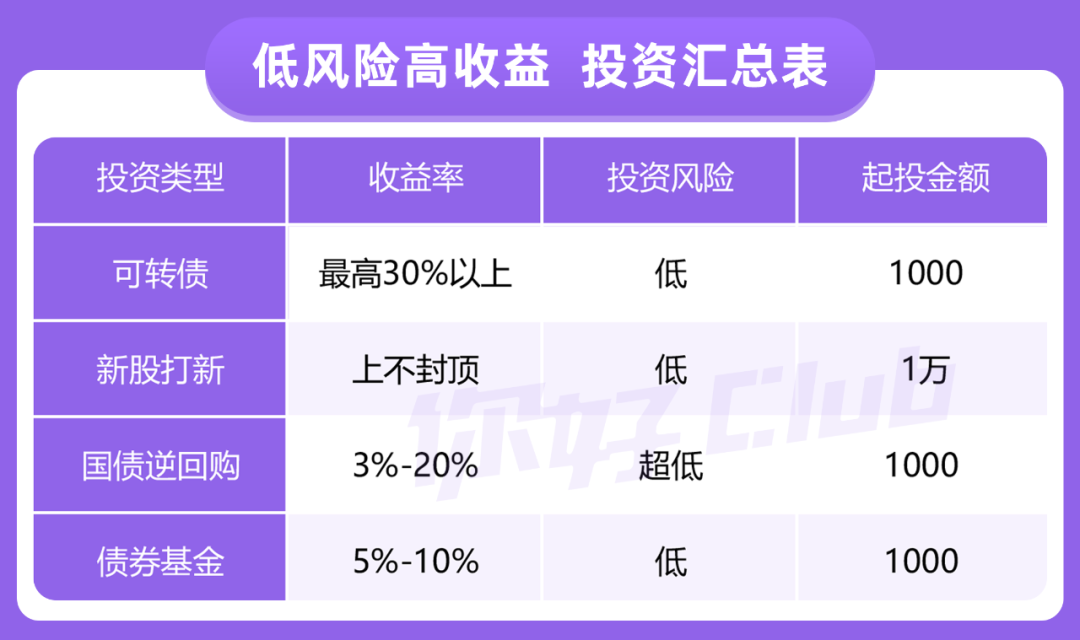 低风险高收益 投资汇总表
投资类型 收益率 投资风险 起投金额
可转债 最高30%以上 低 1000
新股打新 上不封顶 低 1万
国债逆回购 3%-20% 超低 1000
债券基金 5%-10% 低 1000
你好Club